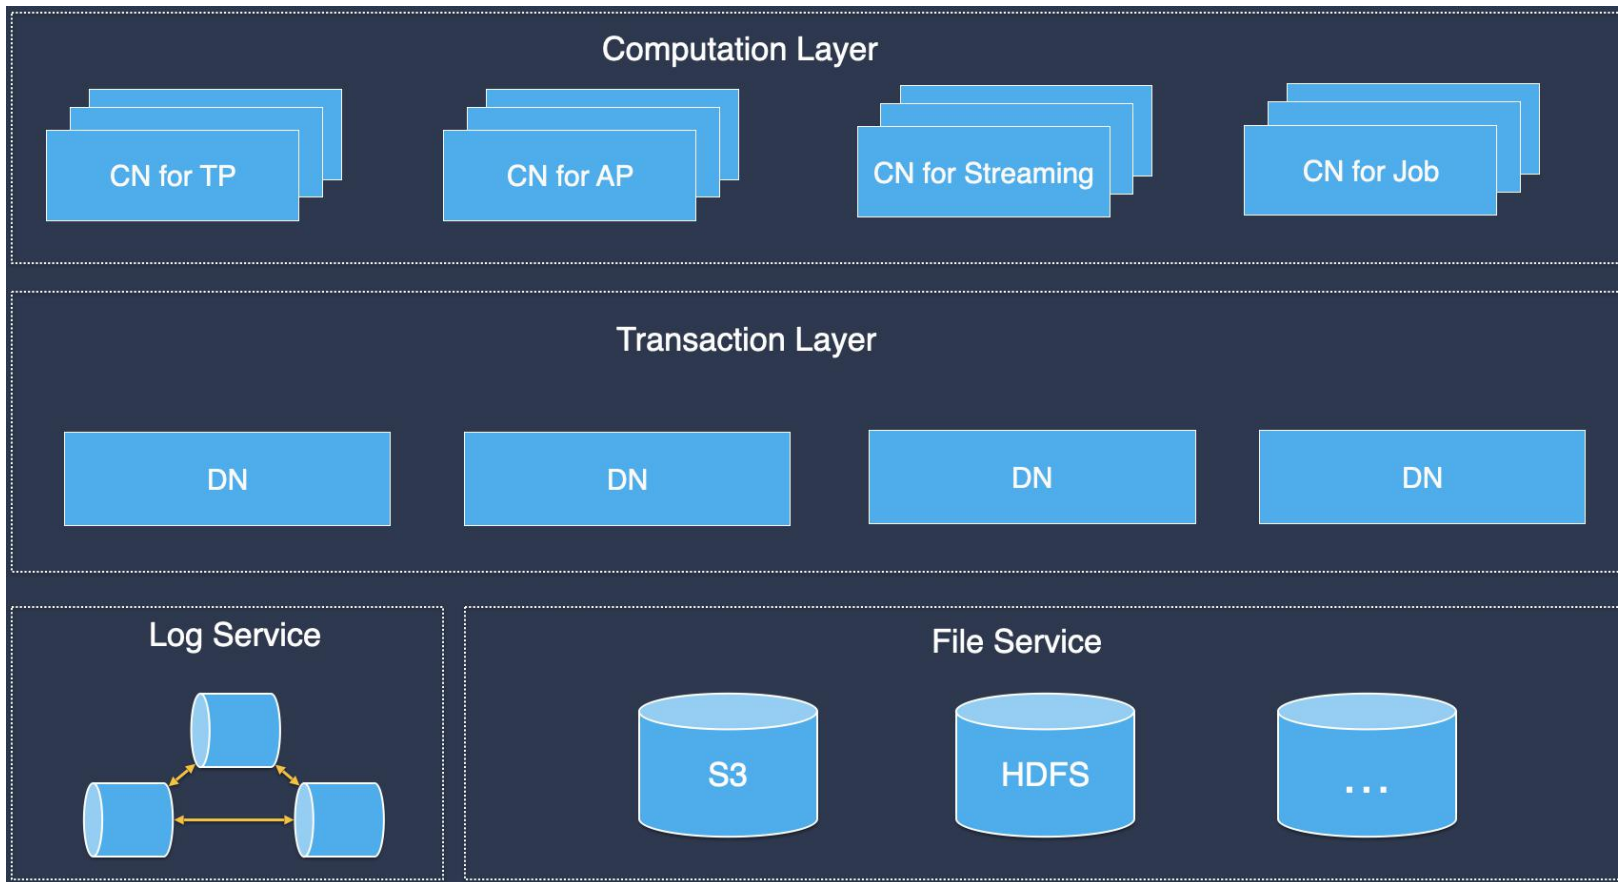 Computation Layer
CN for TP
CN for AP
CN for Streaming
CN for Job
Transaction Layer
DN
DN
DN
DN
Log Service
File Service
S3
HDFS
...